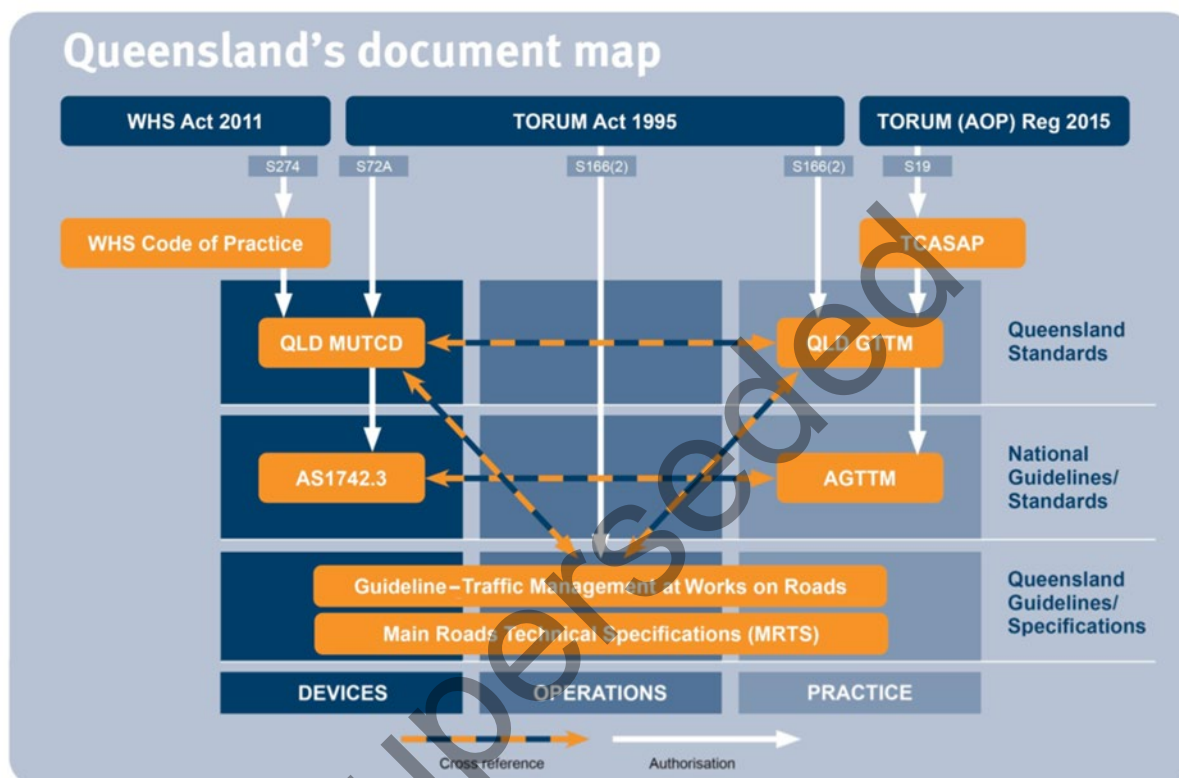 Queensland's document map
WHS Act 2011
TORUM Act 1995
TORUM (AOP) Reg 2015
S274
S72A
S166(2)
S166(2)
S19
WHS Code of Practice
TCASAP
QLD MUTCD
QLD GTTM
Queensland
Standards
AS1742.3
AGTTM
National
Guidelines/
Standards
Guideline–Traffic Management at Works on Roads
Main Roads Technical Specifications (MRTS)
Queensland
Guidelines/
Specifications
DEVICES
OPERATIONS
PRACTICE
Cross reference
Authorisation
Superseded